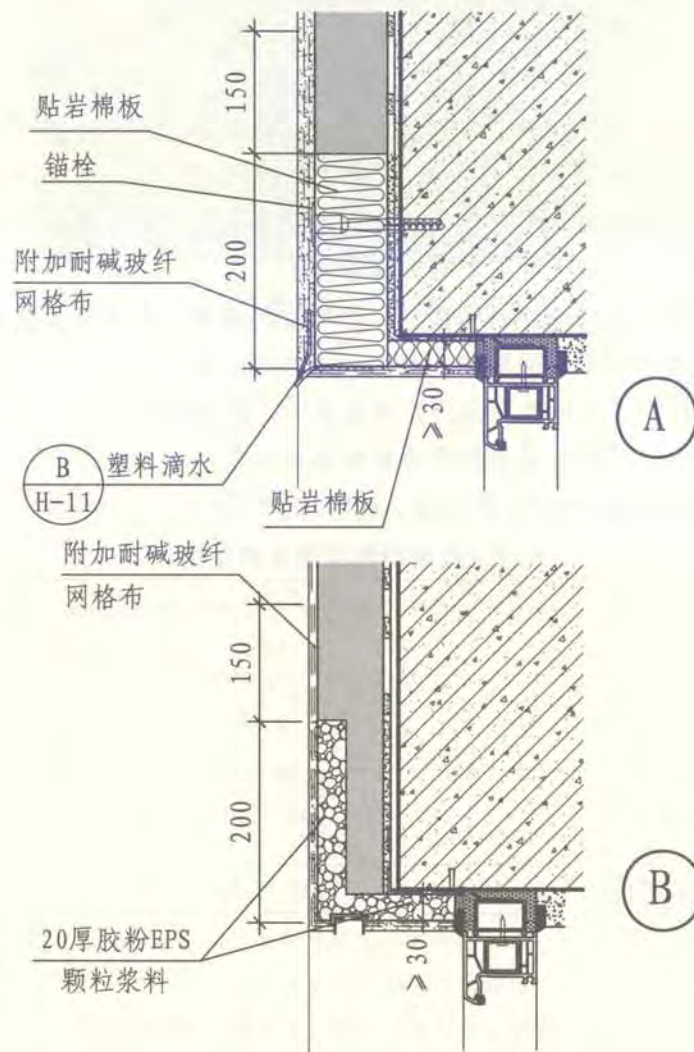 150
贴岩棉板
锚栓
200
附加耐碱玻纤
网格布
≥30
A
B
H-11
塑料滴水
贴岩棉板
附加耐碱玻纤
网格布
150
200
B
20厚胶粉EPS
颗粒浆料
≥30